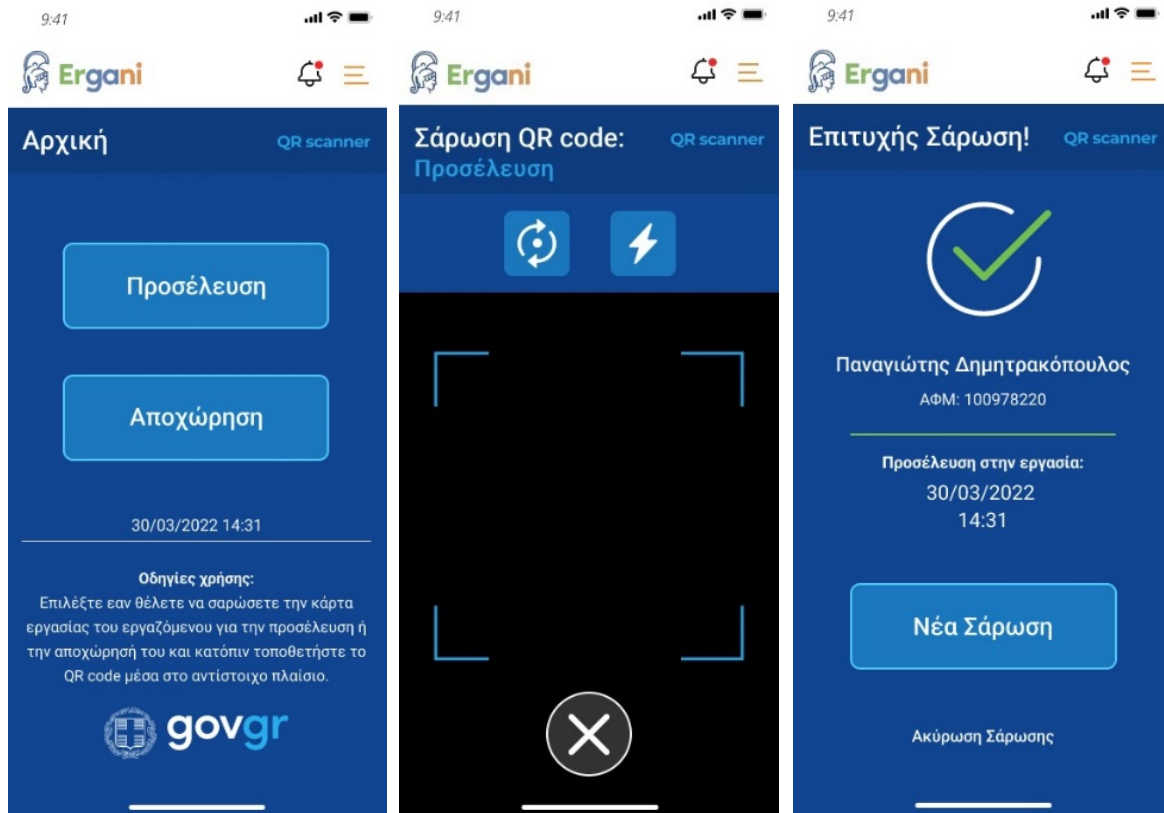 9:41
Ergani
Αρχική
QR scanner
Προσέλευση
Αποχώρηση
30/03/2022 14:31
Οδηγίες χρήσης:
Επιλέξτε εαν θέλετε να σαρώσετε την κάρτα
εργασίας του εργαζόμενου για την προσέλευση ή
την αποχώρησή του και κατόπιν τοποθετήστε το
QR code μέσα στο αντίστοιχο πλαίσιο.
govgr
9:41
Ergani
Σάρωση QR code:
QR scanner
Προσέλευση
9:41
Ergani
Επιτυχής Σάρωση!
QR scanner
Παναγιώτης Δημητρακόπουλος
ΑΦΜ: 100978220
Προσέλευση στην εργασία:
30/03/2022
14:31
Νέα Σάρωση
Ακύρωση Σάρωσης